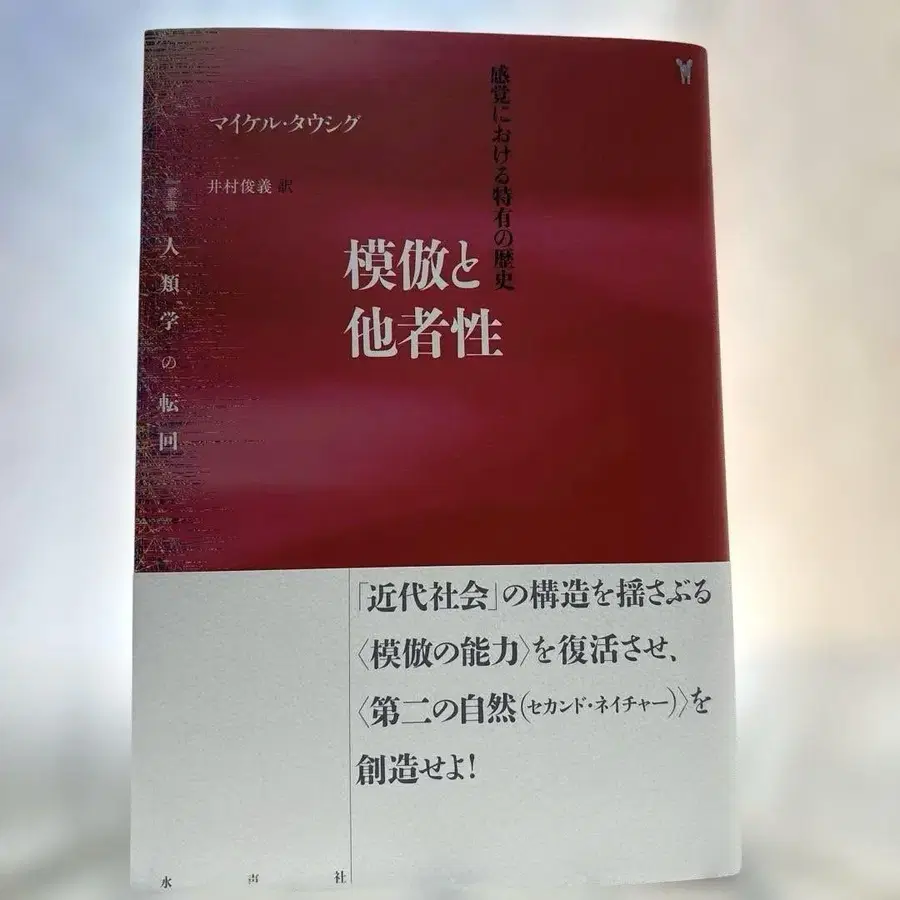 マイケル・タウシグ
井村俊義 訳
感覚における特有の歴史
模倣と
他者性
叢書
人類学の転回
「近代社会」の構造を揺さぶる
〈模倣の能力〉を復活させ、
〈第二の自然(セカンド・ネイチャー)〉を
創造せよ!
水声社